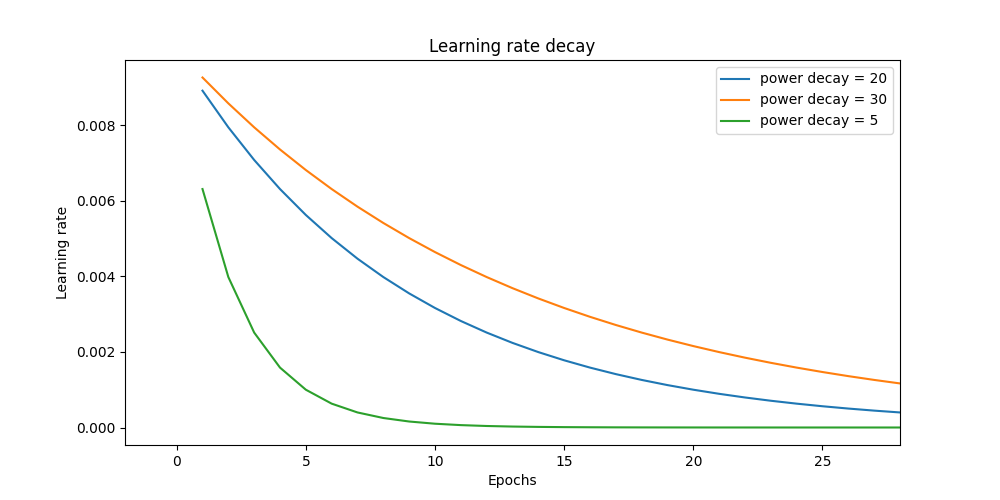 Learning rate decay
power decay = 20
power decay = 30
power decay = 5
Learning rate
0.008
0.006
0.004
0.002
0.000
0 5 10 15 20 25
Epochs